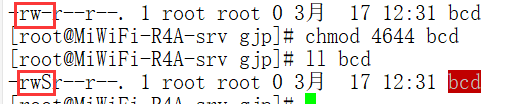 -rw-r--r--. 1 root root 0 3月  17 12:31 bcd
[root@MiWiFi-R4A-srv gjp]# chmod 4644 bcd
[root@MiWiFi-R4A-srv gjp]# ll bcd
-rwSr--r--. 1 root root 0 3月  17 12:31 bcd
[root@MiWiFi-R4A-srv gjp]#